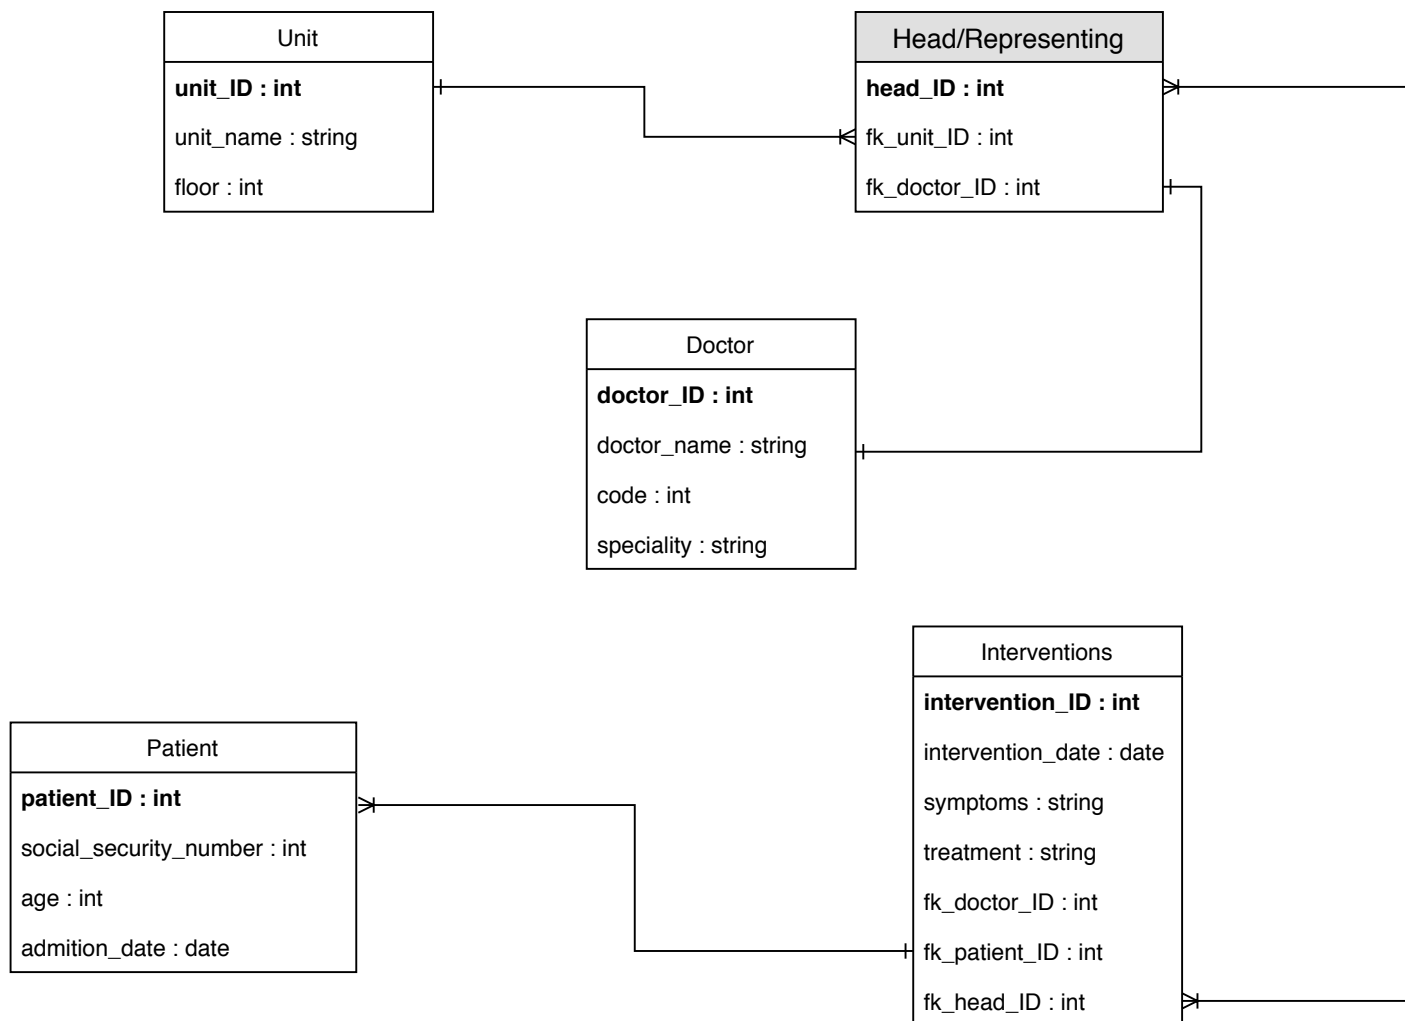 Unit
unit_ID : int
unit_name : string
floor : int
Head/Representing
head_ID : int
fk_unit_ID : int
fk_doctor_ID : int
Doctor
doctor_ID : int
doctor_name : string
code : int
speciality : string
Patient
patient_ID : int
social_security_number : int
age : int
admition_date : date
Interventions
intervention_ID : int
intervention_date : date
symptoms : string
treatment : string
fk_doctor_ID : int
fk_patient_ID : int
fk_head_ID : int